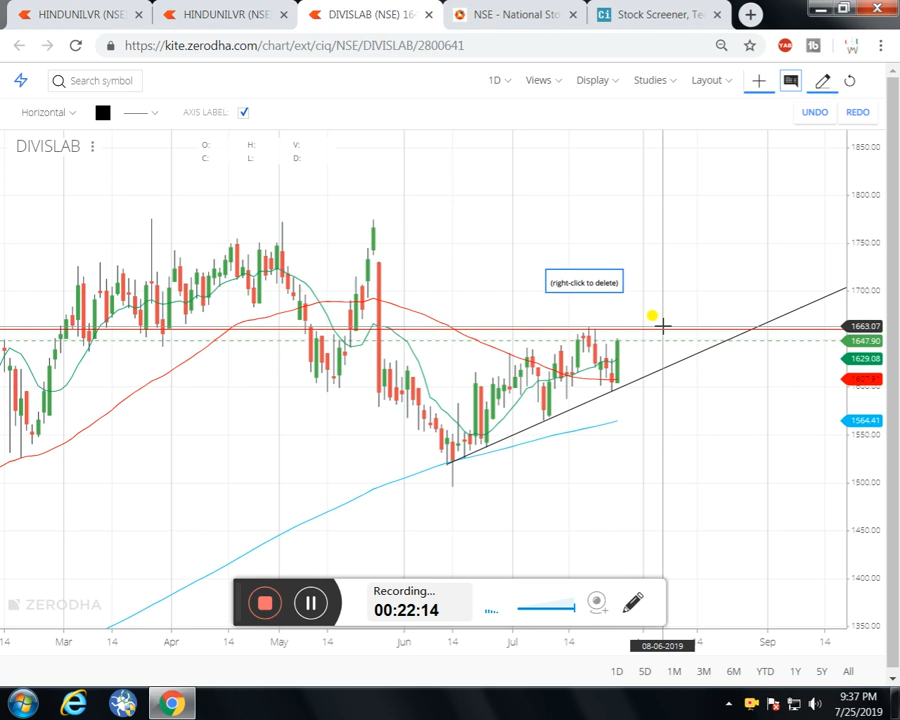 HINDUNILVR (NSE)
HINDUNILVR (NSE
DIVISLAB (NSE) 16
NSE - National Sto
Stock Screener, Te
https://kite.zerodha.com/chart/ext/ciq/NSE/DIVISLAB/2800641
YAB
tb
Search symbol
1D
Views
Display
Studies
Layout
Horizontal
AXIS LABEL:
UNDO
REDO
DIVISLAB
O:
H:
V:
C:
L:
D:
(right-click to delete)
1850.00
1800.00
1750.00
1700.00
1663.07
1647.90
1629.08
1600.00
1564.41
1550.00
1500.00
1450.00
1400.00
1350.00
ZERODHA
Recording...
00:22:14
14
Mar
14
Apr
14
May
14
Jun
14
Jul
14
08-06-2019
14
Sep
14
1D
5D
1M
3M
6M
YTD
1Y
5Y
All
9:37 PM
7/25/2019